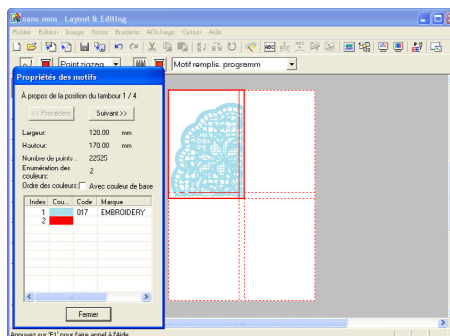 sans nom - Layout & Editing
Fichier Edition Image Texte Broderie Affichage Option Aide
Point zigzag
Motif remplis. programm
Propriétés des motifs
À propos de la position du tambour 1 / 4
<< Précédent
Suivant >>
Largeur: 120.00 mm
Hauteur: 170.00 mm
Nombre de points : 22525
Enumération des couleurs: 2
Ordre des couleurs: Avec couleur de base
Index Cou... Code Marque
1 017 EMBROIDERY
2
Fermer
Appuyez sur 'F1' pour faire appel à l'Aide.